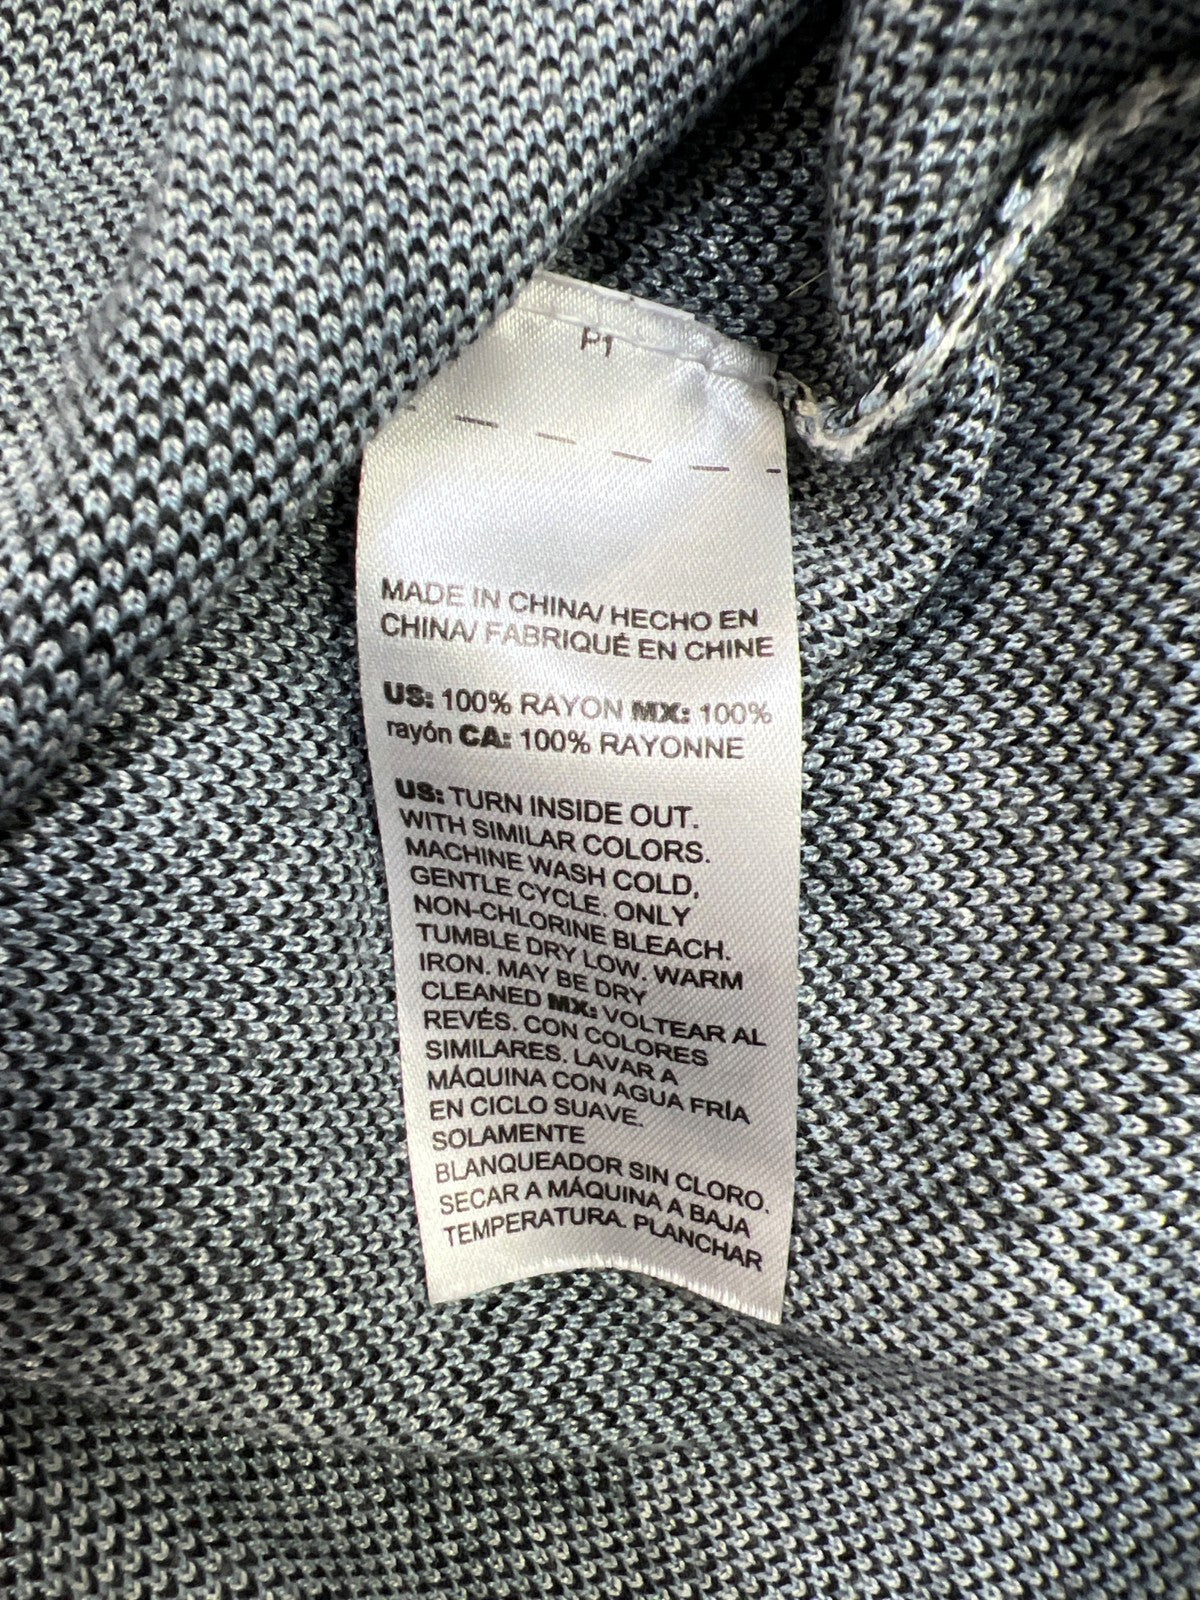 P1
MADE IN CHINA/ HECHO EN
CHINA/ FABRIQUÉ EN CHINE
US: 100% RAYON MX: 100%
rayón CA: 100% RAYONNE
US: TURN INSIDE OUT.
WITH SIMILAR COLORS.
MACHINE WASH COLD,
GENTLE CYCLE. ONLY
NON-CHLORINE BLEACH.
TUMBLE DRY LOW. WARM
IRON. MAY BE DRY
CLEANED MX: VOLTEAR AL
REVÉS. CON COLORES
SIMILARES. LAVAR A
MÁQUINA CON AGUA FRÍA
EN CICLO SUAVE.
SOLAMENTE
BLANQUEADOR SIN CLORO.
SECAR A MÁQUINA A BAJA
TEMPERATURA. PLANCHAR